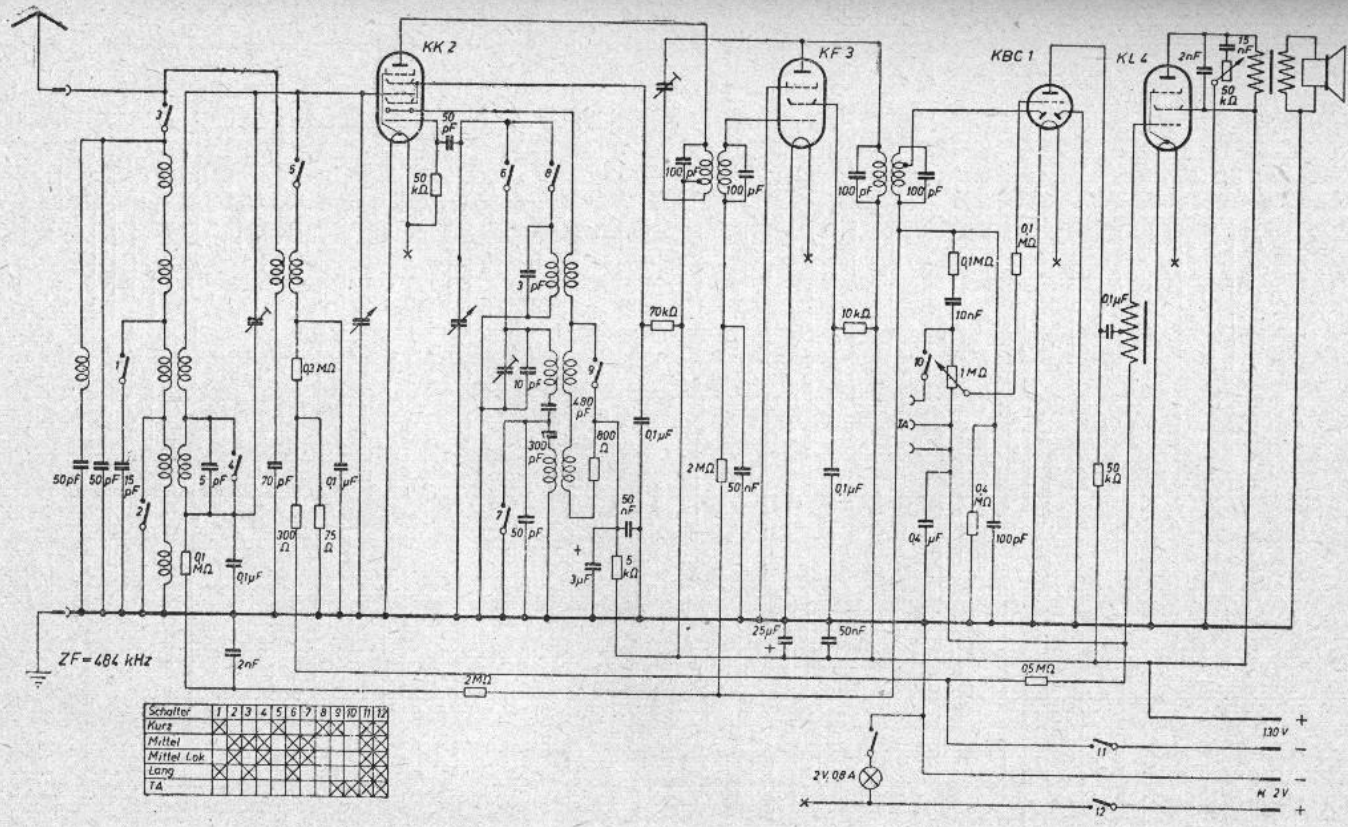 KK 2
KF 3
KBC 1
KL 4
2nF
15 nF
50 kΩ
3
5
50 pF
50 kΩ
6
8
100 pF
100 pF
100 pF
100 pF
0,1 MΩ
0,1 MΩ
10 nF
0,1 µF
3 pF
70 kΩ
10 kΩ
1
0,3 MΩ
10 pF
9
480 pF
10
1 MΩ
TA
300 pF
800 Ω
0,1 µF
50 pF
50 pF
15 pF
5 pF
4
70 pF
0,1 µF
2 MΩ
50 nF
0,1 µF
50 kΩ
2
300 Ω
75 Ω
7
50 pF
50 nF
0,4 µF
0,4 MΩ
100 pF
0,1 MΩ
0,1 µF
+
3 µF
5 kΩ
25 µF
+
50 nF
ZF = 484 kHz
2nF
2 MΩ
0,5 MΩ
Schalter 1 2 3 4 5 6 7 8 9 10 11 12
Kurz
Mittel
Mittel Lok
Lang
TA
+
130 V
11
−
2 V, 0,8 A
−
H 2 V
12
+